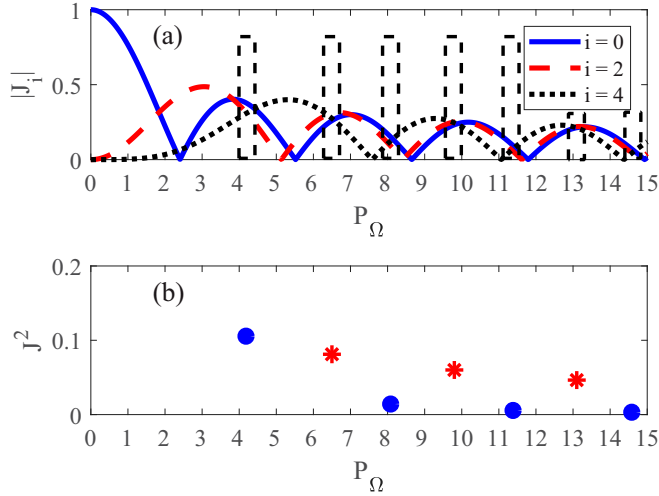 1
0.5
0
|J_i|
(a)
i = 0
i = 2
i = 4
0 1 2 3 4 5 6 7 8 9 10 11 12 13 14 15
P_Ω
0.2
0.1
0
J^2
(b)
0 1 2 3 4 5 6 7 8 9 10 11 12 13 14 15
P_Ω